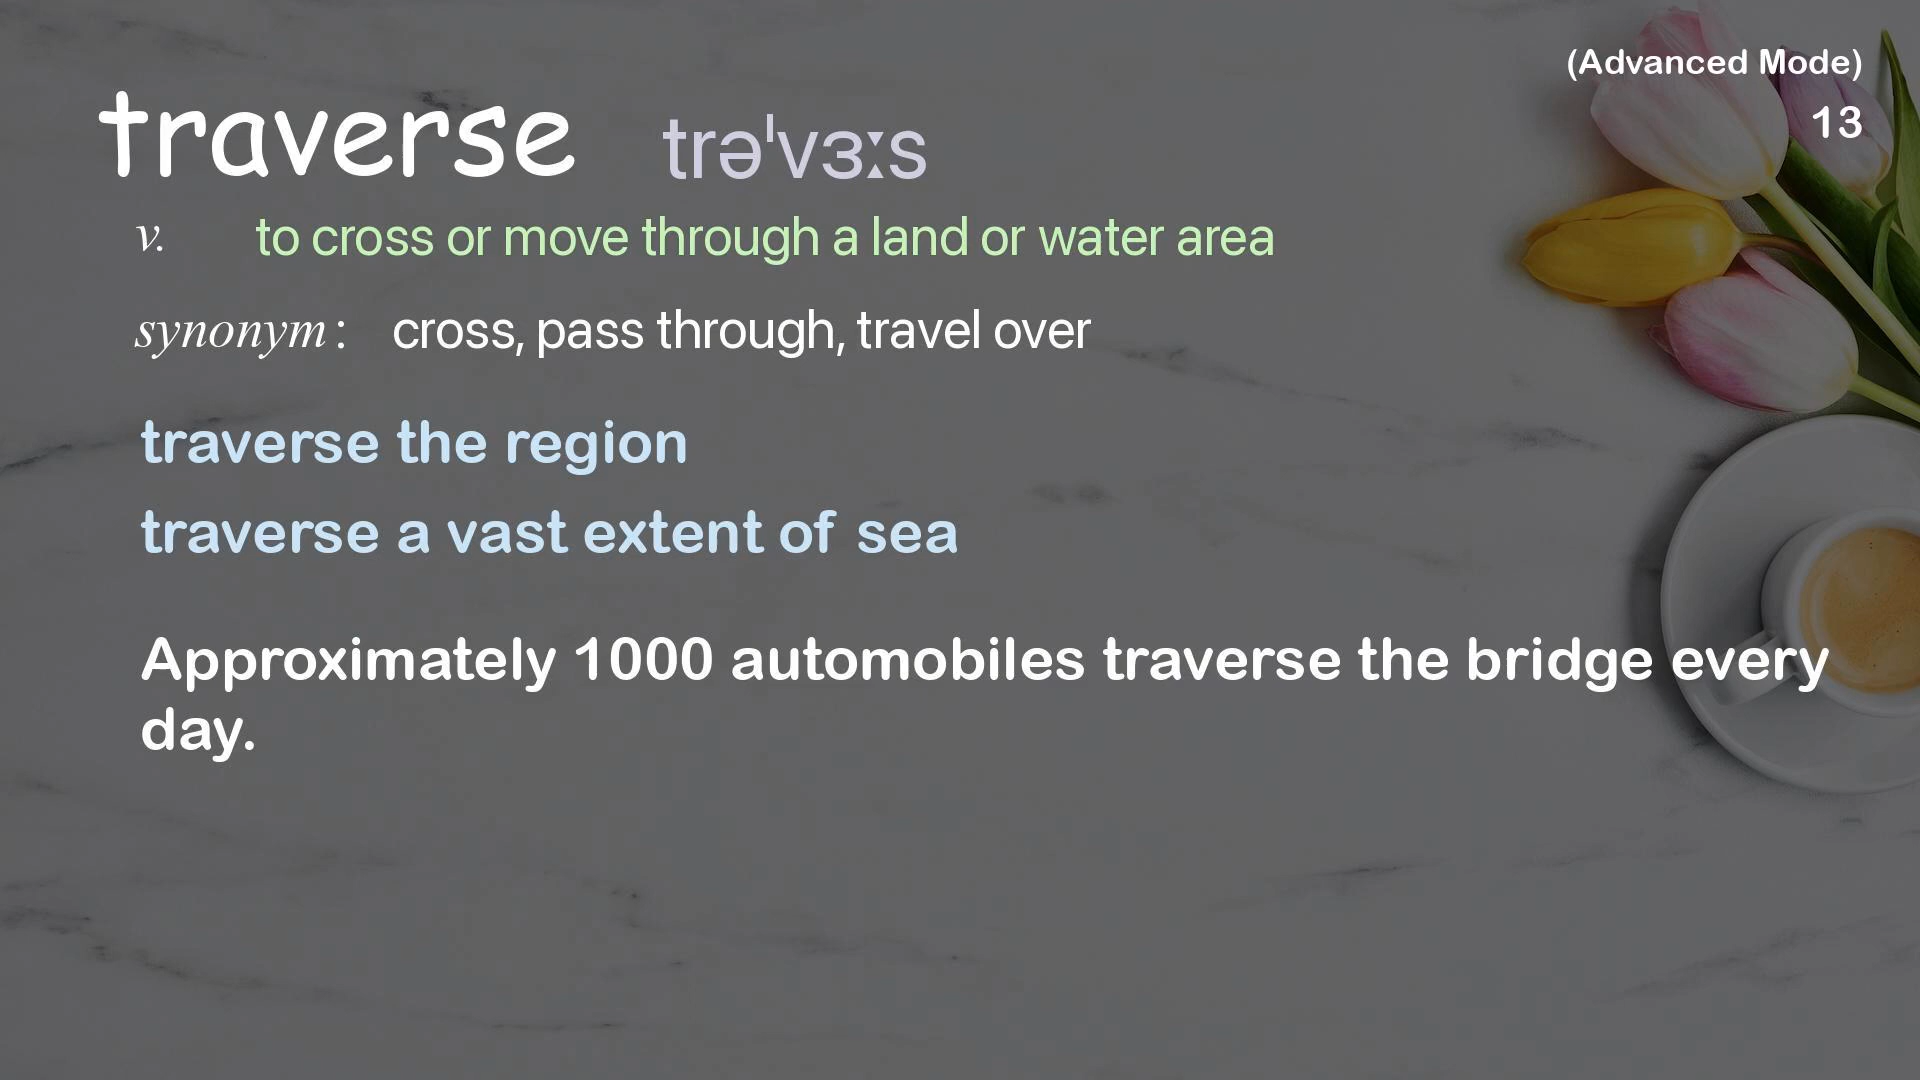 (Advanced Mode)
13
traverse trəˈvɜːs
v. to cross or move through a land or water area
synonym: cross, pass through, travel over
traverse the region
traverse a vast extent of sea
Approximately 1000 automobiles traverse the bridge every
day.